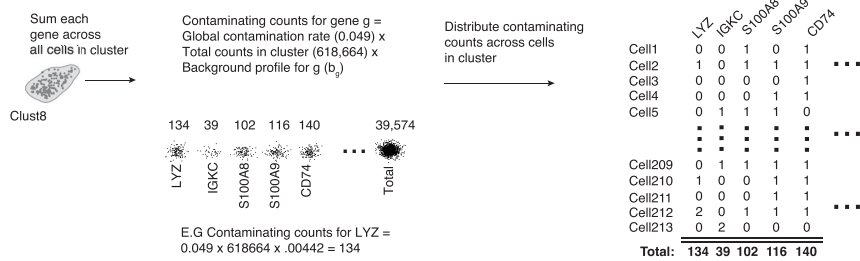 Sum each
gene across
all cells in cluster
Clust8
Contaminating counts for gene g =
Global contamination rate (0.049) x
Total counts in cluster (618,664) x
Background profile for g (bg)
134 39 102 116 140 39,574
LYZ IGKC S100A8 S100A9 CD74 ... Total
E.G Contaminating counts for LYZ =
0.049 x 618664 x .00442 = 134
Distribute contaminating
counts across cells
in cluster
LYZ IGKC S100A8 S100A9 CD74
Cell1 0 0 1 0 1
Cell2 1 0 1 1 1 ...
Cell3 0 0 0 0 1
Cell4 0 0 0 1 1
Cell5 0 1 1 1 0
Cell209 0 1 1 1 1
Cell210 1 0 0 1 1
Cell211 0 0 0 1 1
Cell212 2 0 1 1 1 ...
Cell213 0 2 0 0 0
Total: 134 39 102 116 140